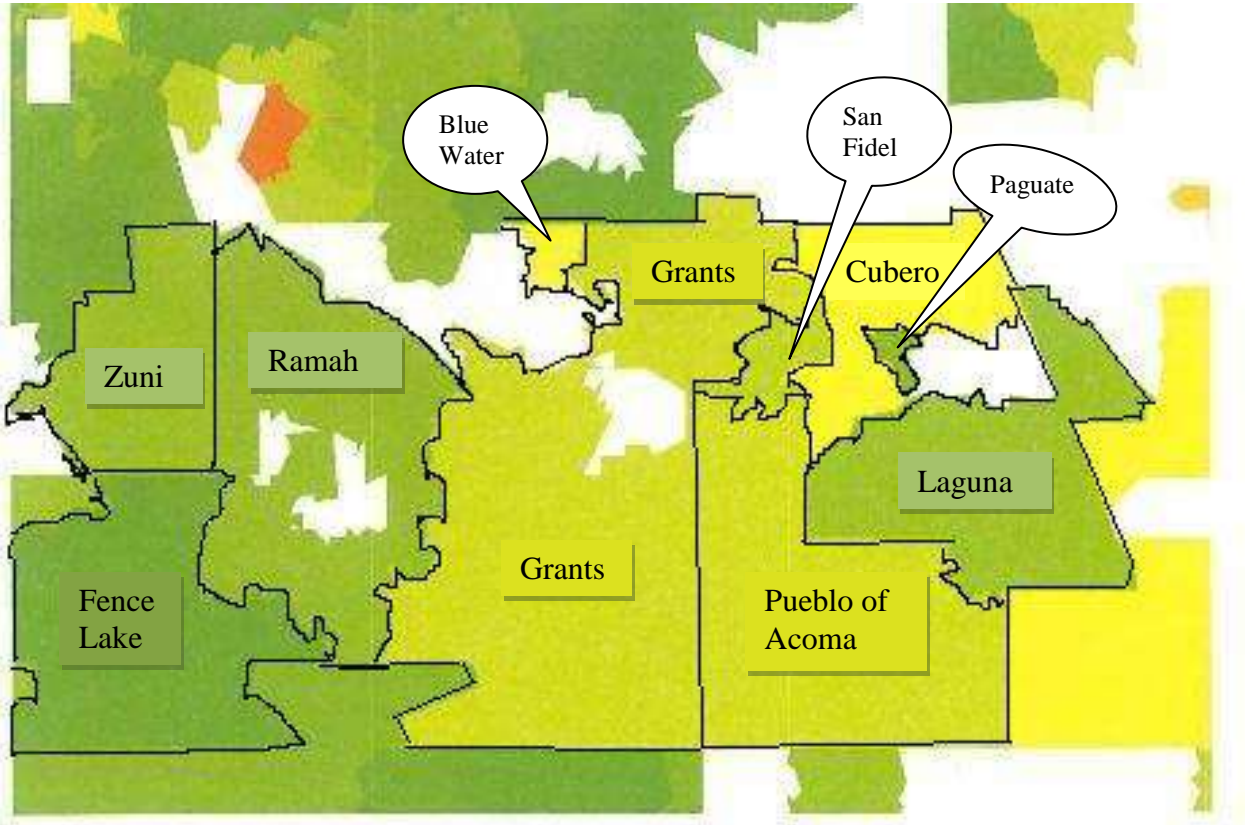 Blue
Water
San
Fidel
Paguate
Grants
Cubero
Zuni
Ramah
Laguna
Grants
Fence
Lake
Pueblo of
Acoma